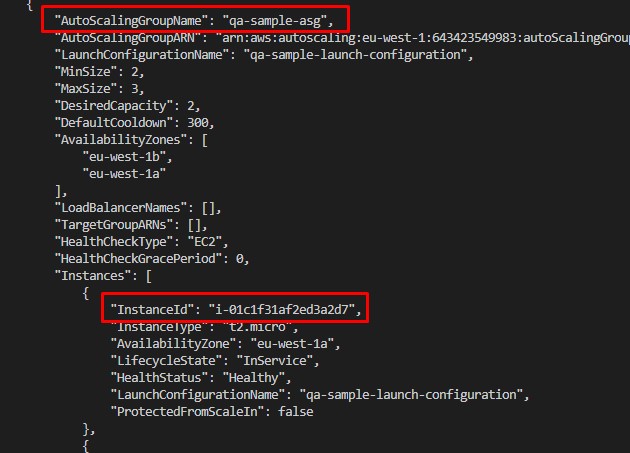 {
"AutoScalingGroupName": "qa-sample-asg",
"AutoScalingGroupARN": "arn:aws:autoscaling:eu-west-1:643423549983:autoScalingGroup
"LaunchConfigurationName": "qa-sample-launch-configuration",
"MinSize": 2,
"MaxSize": 3,
"DesiredCapacity": 2,
"DefaultCooldown": 300,
"AvailabilityZones": [
"eu-west-1b",
"eu-west-1a"
],
"LoadBalancerNames": [],
"TargetGroupARNs": [],
"HealthCheckType": "EC2",
"HealthCheckGracePeriod": 0,
"Instances": [
{
"InstanceId": "i-01c1f31af2ed3a2d7",
"InstanceType": "t2.micro",
"AvailabilityZone": "eu-west-1a",
"LifecycleState": "InService",
"HealthStatus": "Healthy",
"LaunchConfigurationName": "qa-sample-launch-configuration",
"ProtectedFromScaleIn": false
},
{